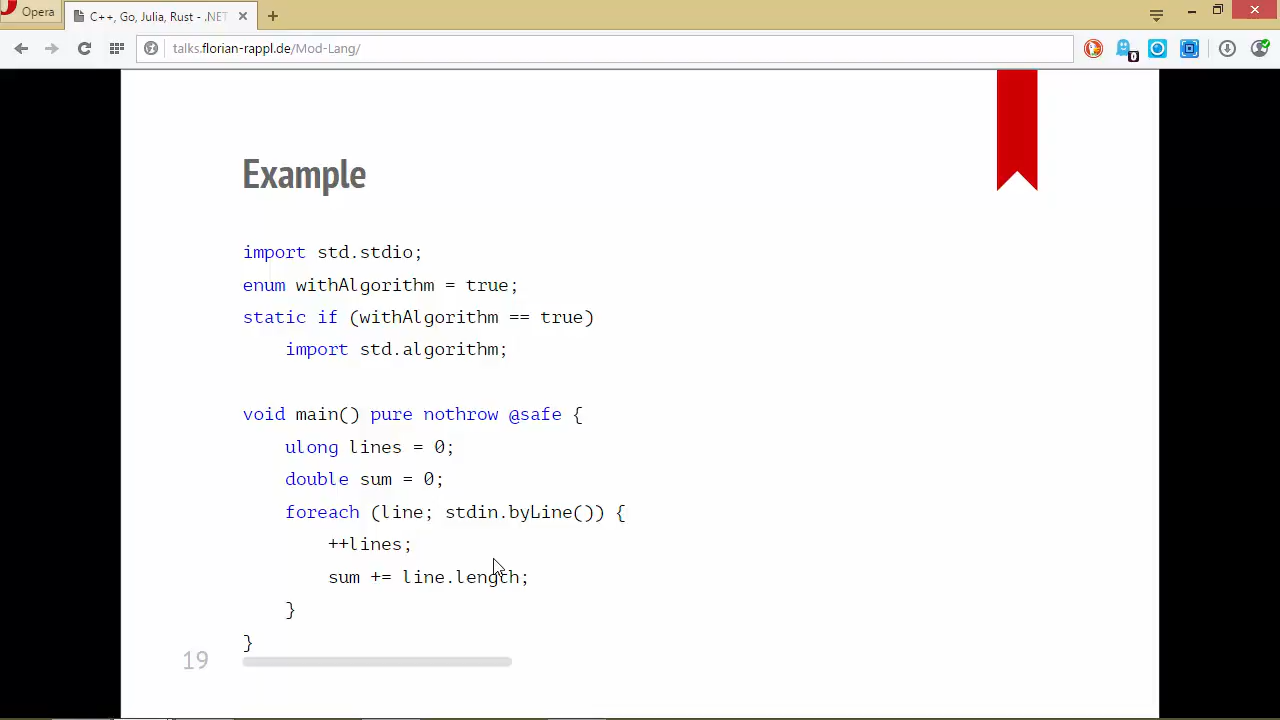 Opera
C++, Go, Julia, Rust - .NET
talks.florian-rappl.de/Mod-Lang/
0
Example
import std.stdio;
enum withAlgorithm = true;
static if (withAlgorithm == true)
    import std.algorithm;
void main() pure nothrow @safe {
    ulong lines = 0;
    double sum = 0;
    foreach (line; stdin.byLine()) {
        ++lines;
        sum += line.length;
    }
}
19